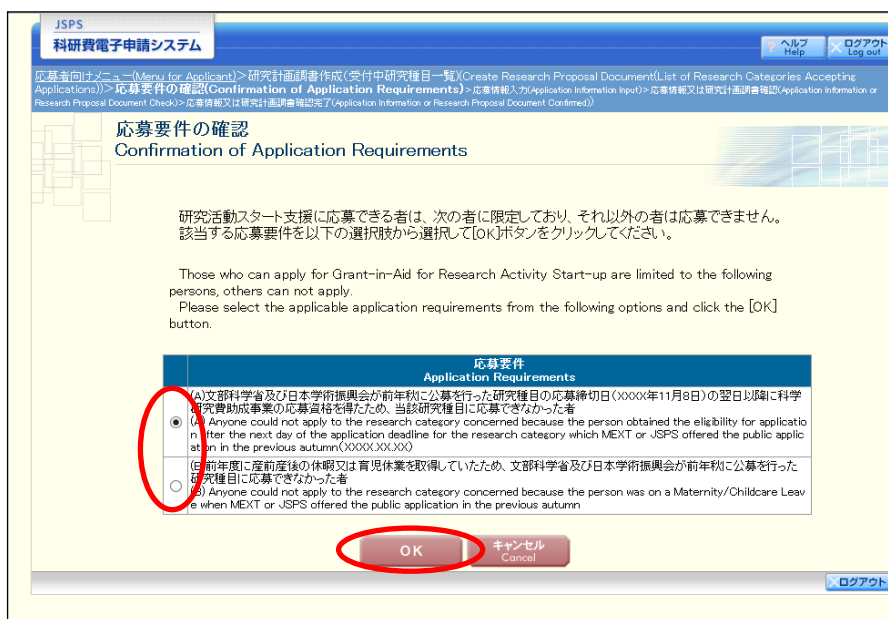 JSPS
科研費電子申請システム
ヘルプ
Help
ログアウト
Log out
応募者向けメニュー(Menu for Applicant)>研究計画調書作成(受付中研究種目一覧)(Create Research Proposal Document(List of Research Categories Accepting
Applications))>応募要件の確認(Confirmation of Application Requirements)>応募情報入力(Application Information Input)>応募情報又は研究計画調書確認(Application Information or
Research Proposal Document Check)>応募情報又は研究計画調書確認完了(Application Information or Research Proposal Document Confirmed))
応募要件の確認
Confirmation of Application Requirements
研究活動スタート支援に応募できる者は、次の者に限定しており、それ以外の者は応募できません。
該当する応募要件を以下の選択肢から選択して[OK]ボタンをクリックしてください。
Those who can apply for Grant-in-Aid for Research Activity Start-up are limited to the following
persons, others can not apply.
Please select the applicable application requirements from the following options and click the [OK]
button.
応募要件
Application Requirements
(A)文部科学省及び日本学術振興会が前年秋に公募を行った研究種目の応募締切日(XXXX年11月8日)の翌日以降に科学
研究費助成事業の応募資格を得たため、当該研究種目に応募できなかった者
(A) Anyone could not apply to the research category concerned because the person obtained the eligibility for applicatio
n after the next day of the application deadline for the research category which MEXT or JSPS offered the public applic
ation in the previous autumn(XXXX.XX.XX)
(B)前年度に産前産後の休暇又は育児休業を取得していたため、文部科学省及び日本学術振興会が前年秋に公募を行った
研究種目に応募できなかった者
(B) Anyone could not apply to the research category concerned because the person was on a Maternity/Childcare Leav
e when MEXT or JSPS offered the public application in the previous autumn
OK
キャンセル
Cancel
ログアウト